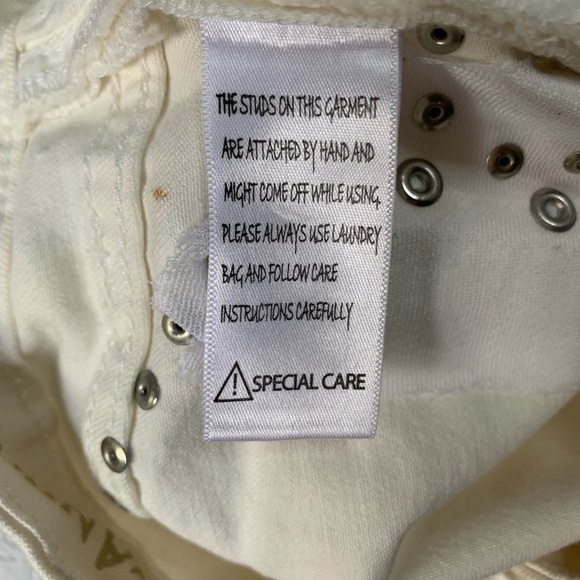 THE STUDS ON THIS GARMENT
ARE ATTACHED BY HAND AND
MIGHT COME OFF WHILE USING,
PLEASE ALWAYS USE LAUNDRY
BAG AND FOLLOW CARE
INSTRUCTIONS CAREFULLY
SPECIAL CARE